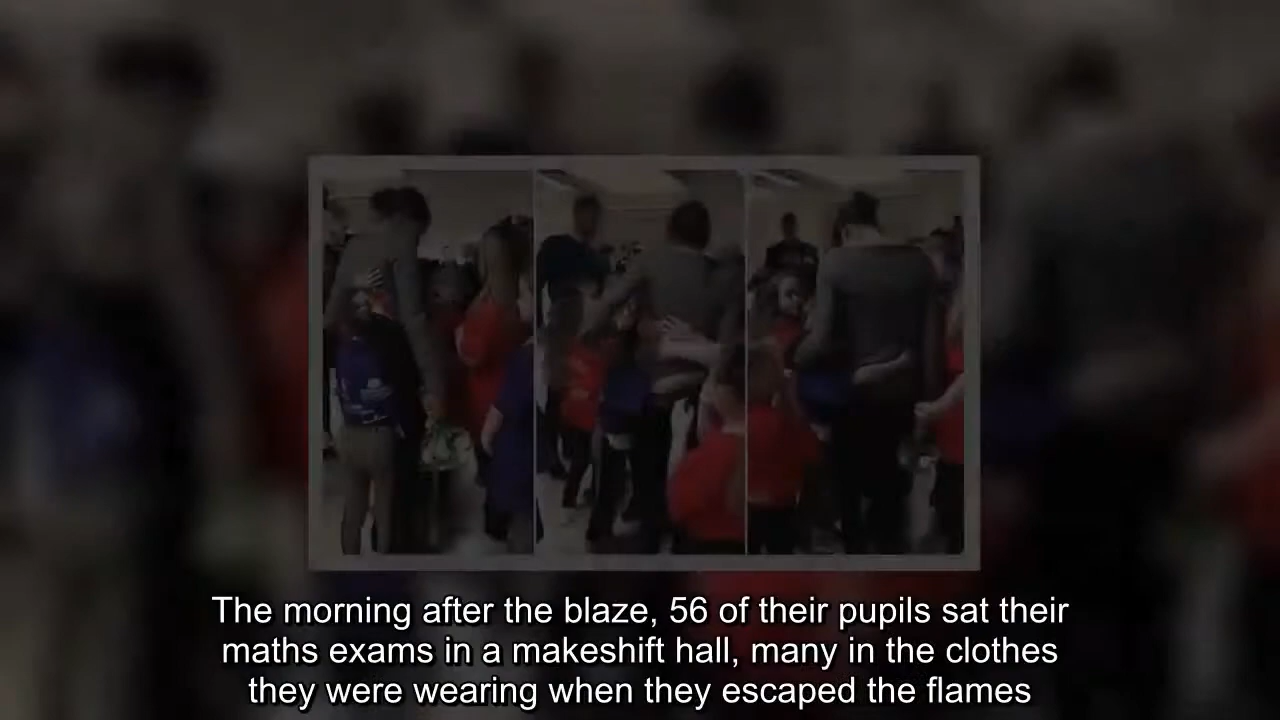 The morning after the blaze, 56 of their pupils sat their
maths exams in a makeshift hall, many in the clothes
they were wearing when they escaped the flames